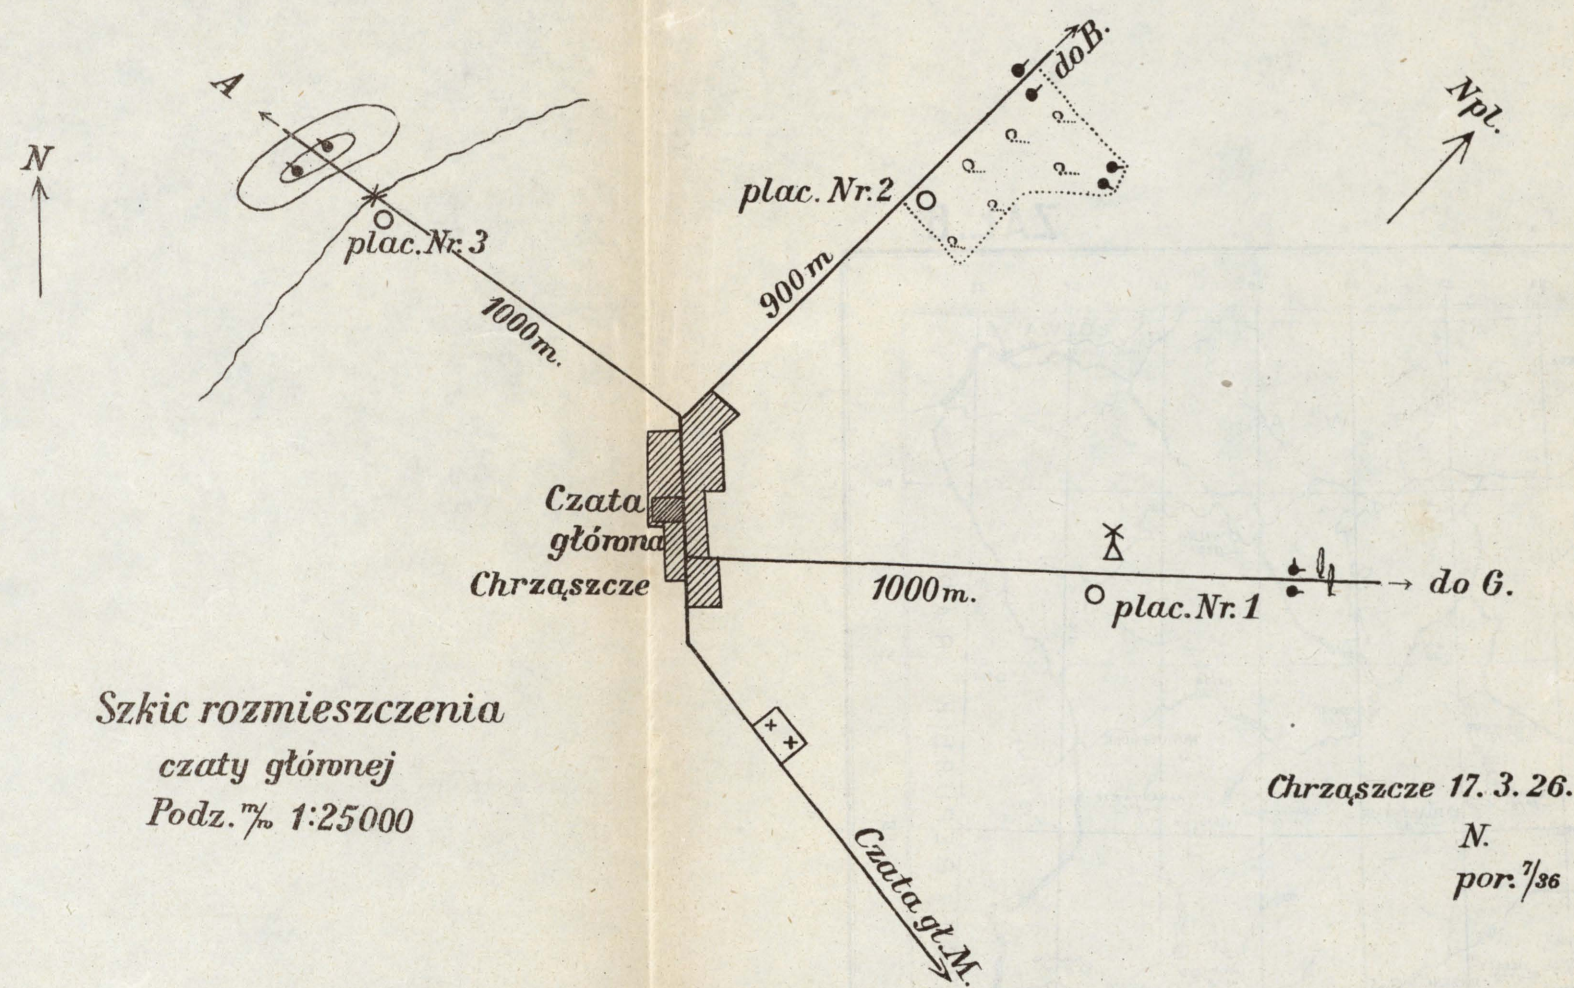 A
N
do B.
Npl.
plac. Nr. 2
plac. Nr. 3
900 m
1000 m.
Czata
główna
Chrząszcze
1000 m.
plac. Nr. 1
do G.
Szkic rozmieszczenia
czaty głównej
Podz. m/m 1:25000
Czata gł. M.
Chrząszcze 17. 3. 26.
N.
por. 7/36